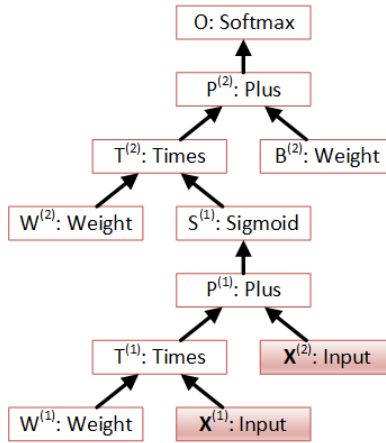 O: Softmax
P(2): Plus
T(2): Times
B(2): Weight
W(2): Weight
S(1): Sigmoid
P(1): Plus
T(1): Times
X(2): Input
W(1): Weight
X(1): Input